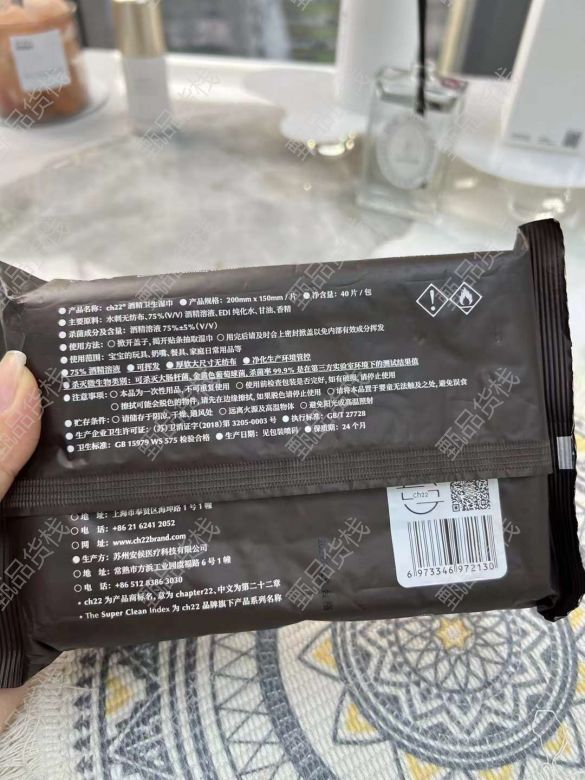 ● 产品名称：ch22® 酒精卫生湿巾 ● 产品规格：200mm x 150mm / 片 ● 净含量：40 片 / 包
● 主要原料：水刺无纺布、75%(V/V) 酒精溶液、EDI 纯化水、甘油、香精
● 杀菌成分及含量：酒精溶液 75%±5%(V/V)
● 使用方法：○ 掀开盖子，揭开贴条抽取湿巾 ○ 用完后请及时合上密封掀盖以免内部有效成分挥发
● 使用范围：宝宝的玩具、奶嘴、餐具、家庭日常用品等
● 75% 酒精溶液 ● 可挥发 ● 厚软大尺寸无纺布 ● 净化生产环境管控
● 杀灭微生物类别：可杀灭大肠杆菌、金黄色葡萄球菌，杀菌率 99.9% 是在第三方实验室环境下的测试结果值
● 注意事项：○ 本品为一次性用品，不可重复使用 ○ 使用前检查包装是否完好，如有破损，请停止使用
○ 擦拭可能会脱色的物件，请先在边缘擦拭，如果脱色请停止使用 ○ 请将本品置于婴童无法触及之处，避免误食
● 贮存条件：○ 请储存于阴凉、干燥、通风处 ○ 远离火源及高温物体 ○ 避免阳光或高温照射
● 生产企业卫生许可证：(苏)卫消证字(2018)第 3205-0003 号 ● 执行标准：GB/T 27728
● 卫生标准：GB 15979 WS 575 检验合格 ● 生产日期：见包装喷码 ● 保质期：24 个月
○ 地 址：上海市奉贤区海坤路 1 号 1 幢
○ 电 话：+86 21 6241 2052
○ 网 址：www.ch22brand.com
● 生产方：苏州安侯医疗科技有限公司
○ 地 址：常熟市方浜工业园虞福路 6 号 1 幢
○ 电 话：+86 512 8386 3030
* ch22 为产品商标名，意为 chapter22，中文为第二十二章
* The Super Clean Index 为 ch22 品牌旗下产品系列名称
ch22
6 973346 972130
甄品货栈